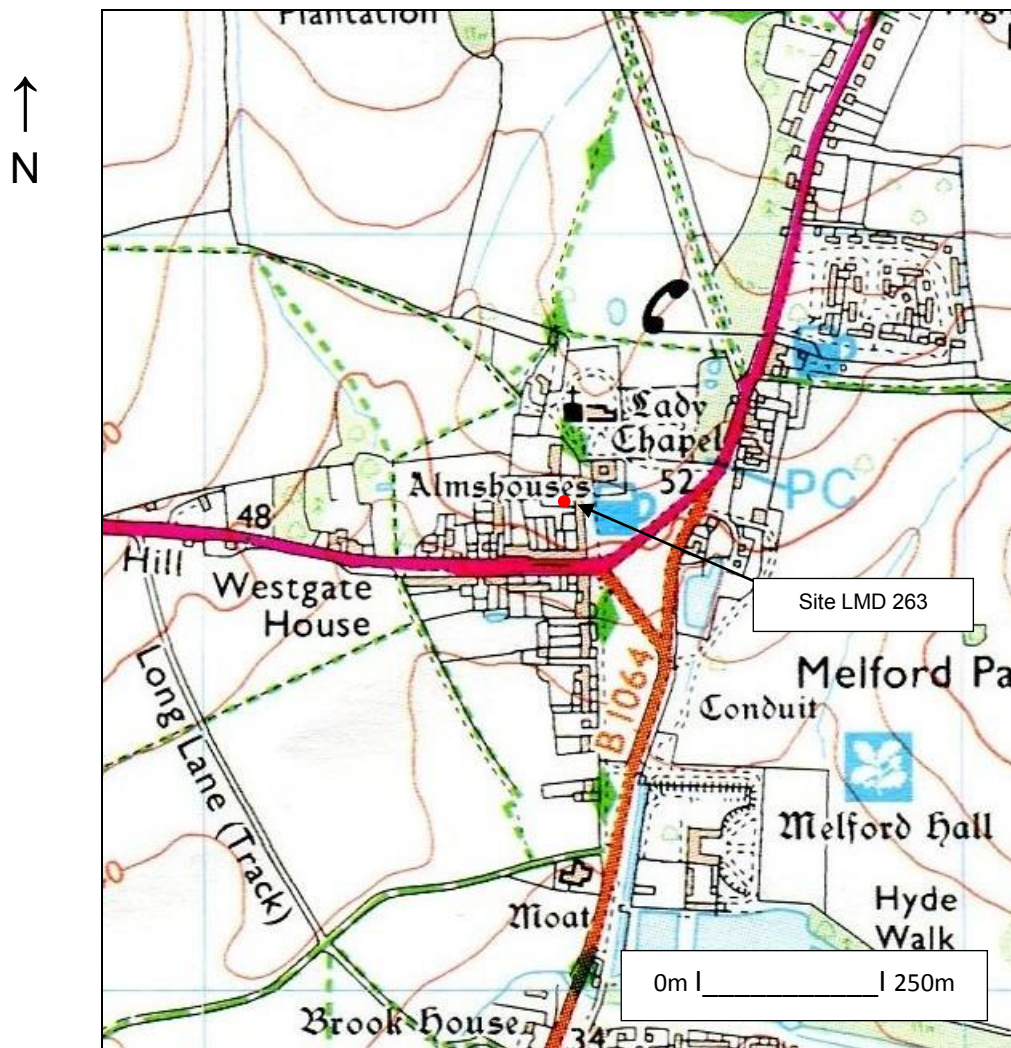 Plantation
↑
N
Lady
Chapel
Almshouses
52
PC
48
Hill
Westgate
House
Site LMD 263
Long Lane (Track)
B 1064
Melford Pa
Conduit
Melford Hall
Moat
Hyde
Walk
0m I____________I 250m
Brook House
34